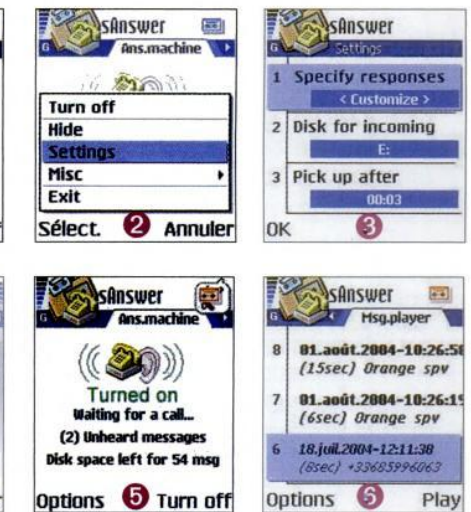 sAnswer
G
Ans.machine
Turn off
Hide
Settings
Misc
Exit
Sélect.
2
Annuler
sAnswer
G
Settings
1 Specify responses
< Customize >
2 Disk for incoming
E:
3 Pick up after
00:03
OK
3
sAnswer
G
Ans.machine
Turned on
Waiting for a call...
(2) Unheard messages
Disk space left for 54 msg
Options
5
Turn off
sAnswer
G
Msg.player
8 01.août.2004-10:26:50
(15sec) Orange spv
7 01.août.2004-10:26:19
(6sec) Orange spv
6 18.juil.2004-12:11:38
(8sec) +33685996063
Options
6
Play